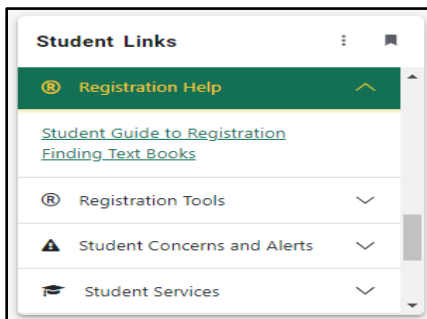 Student Links
® Registration Help
Student Guide to Registration
Finding Text Books
® Registration Tools
Student Concerns and Alerts
Student Services